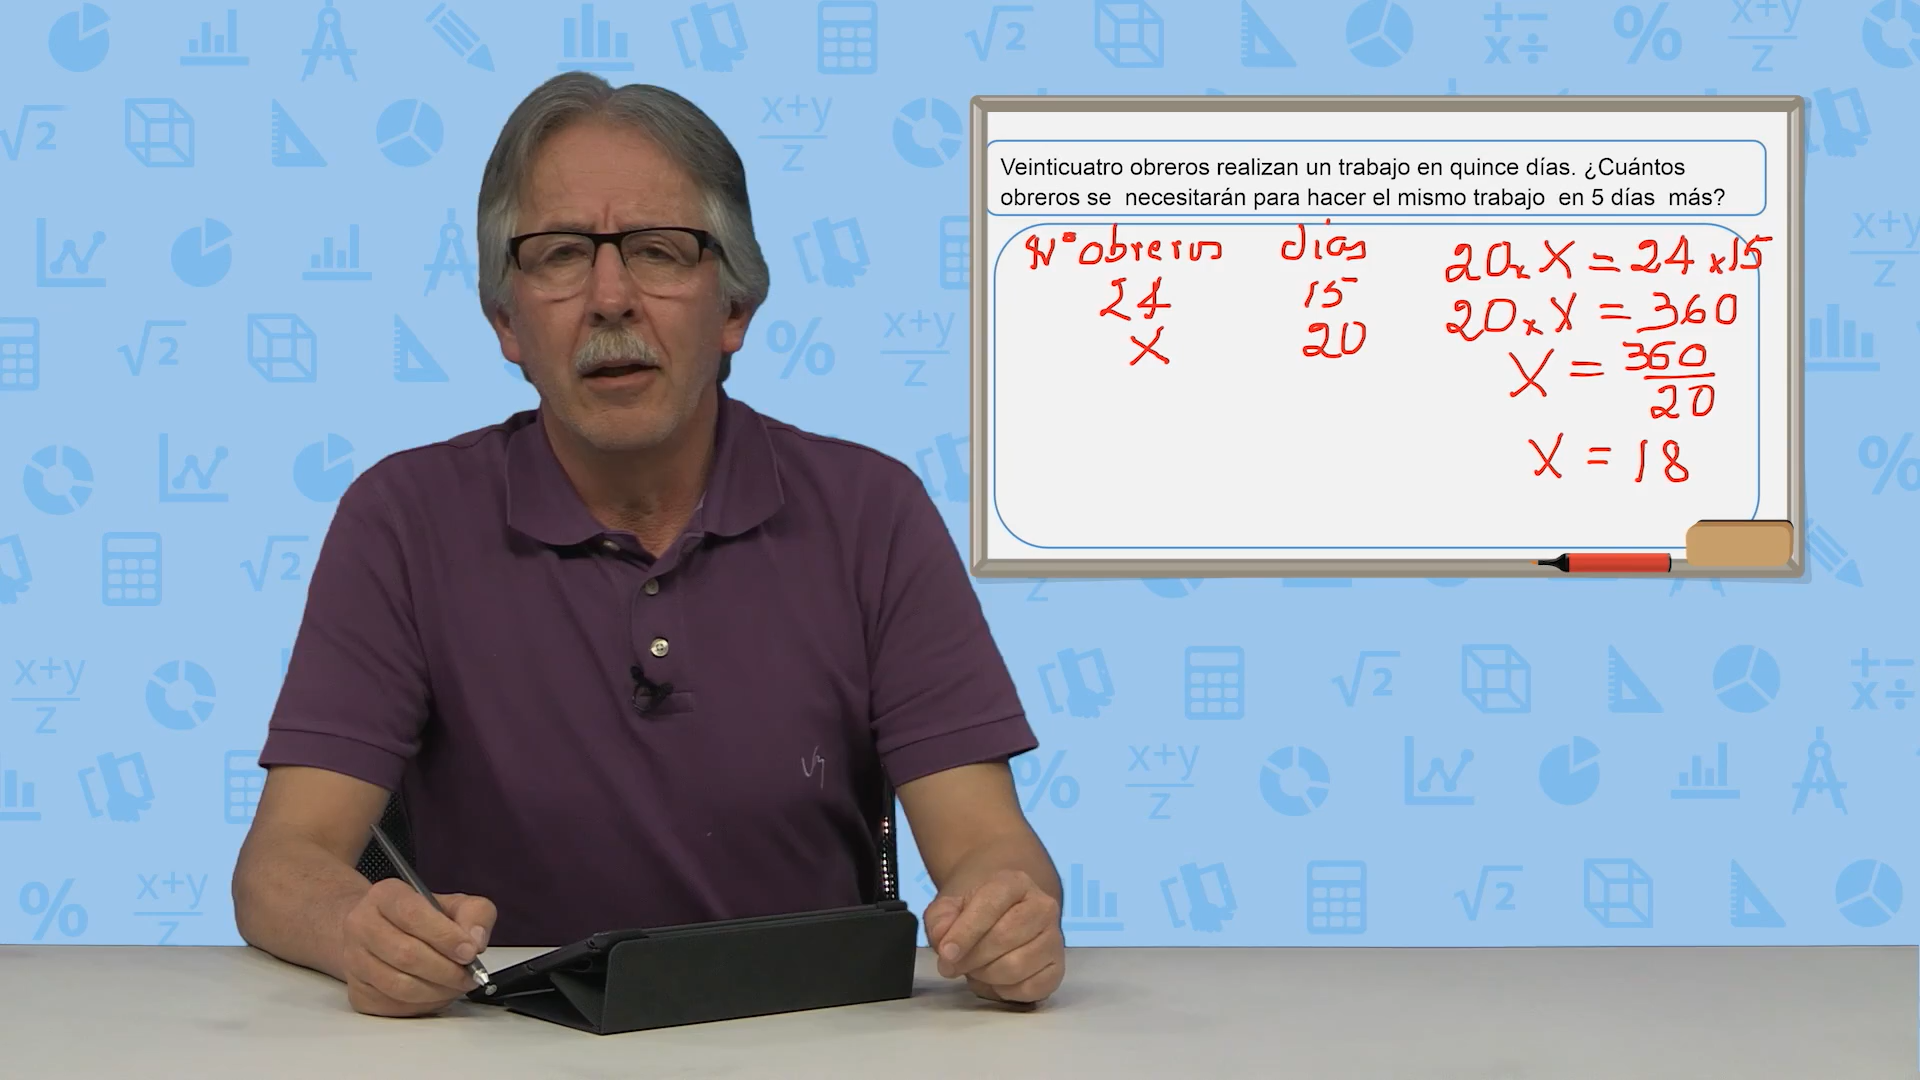 Veinticuatro obreros realizan un trabajo en quince días. ¿Cuántos
obreros se necesitarán para hacer el mismo trabajo en 5 días más?
N° obreros días
24 15
x 20
20 x X = 24 x 15
20 x X = 360
X = 360
20
X = 18